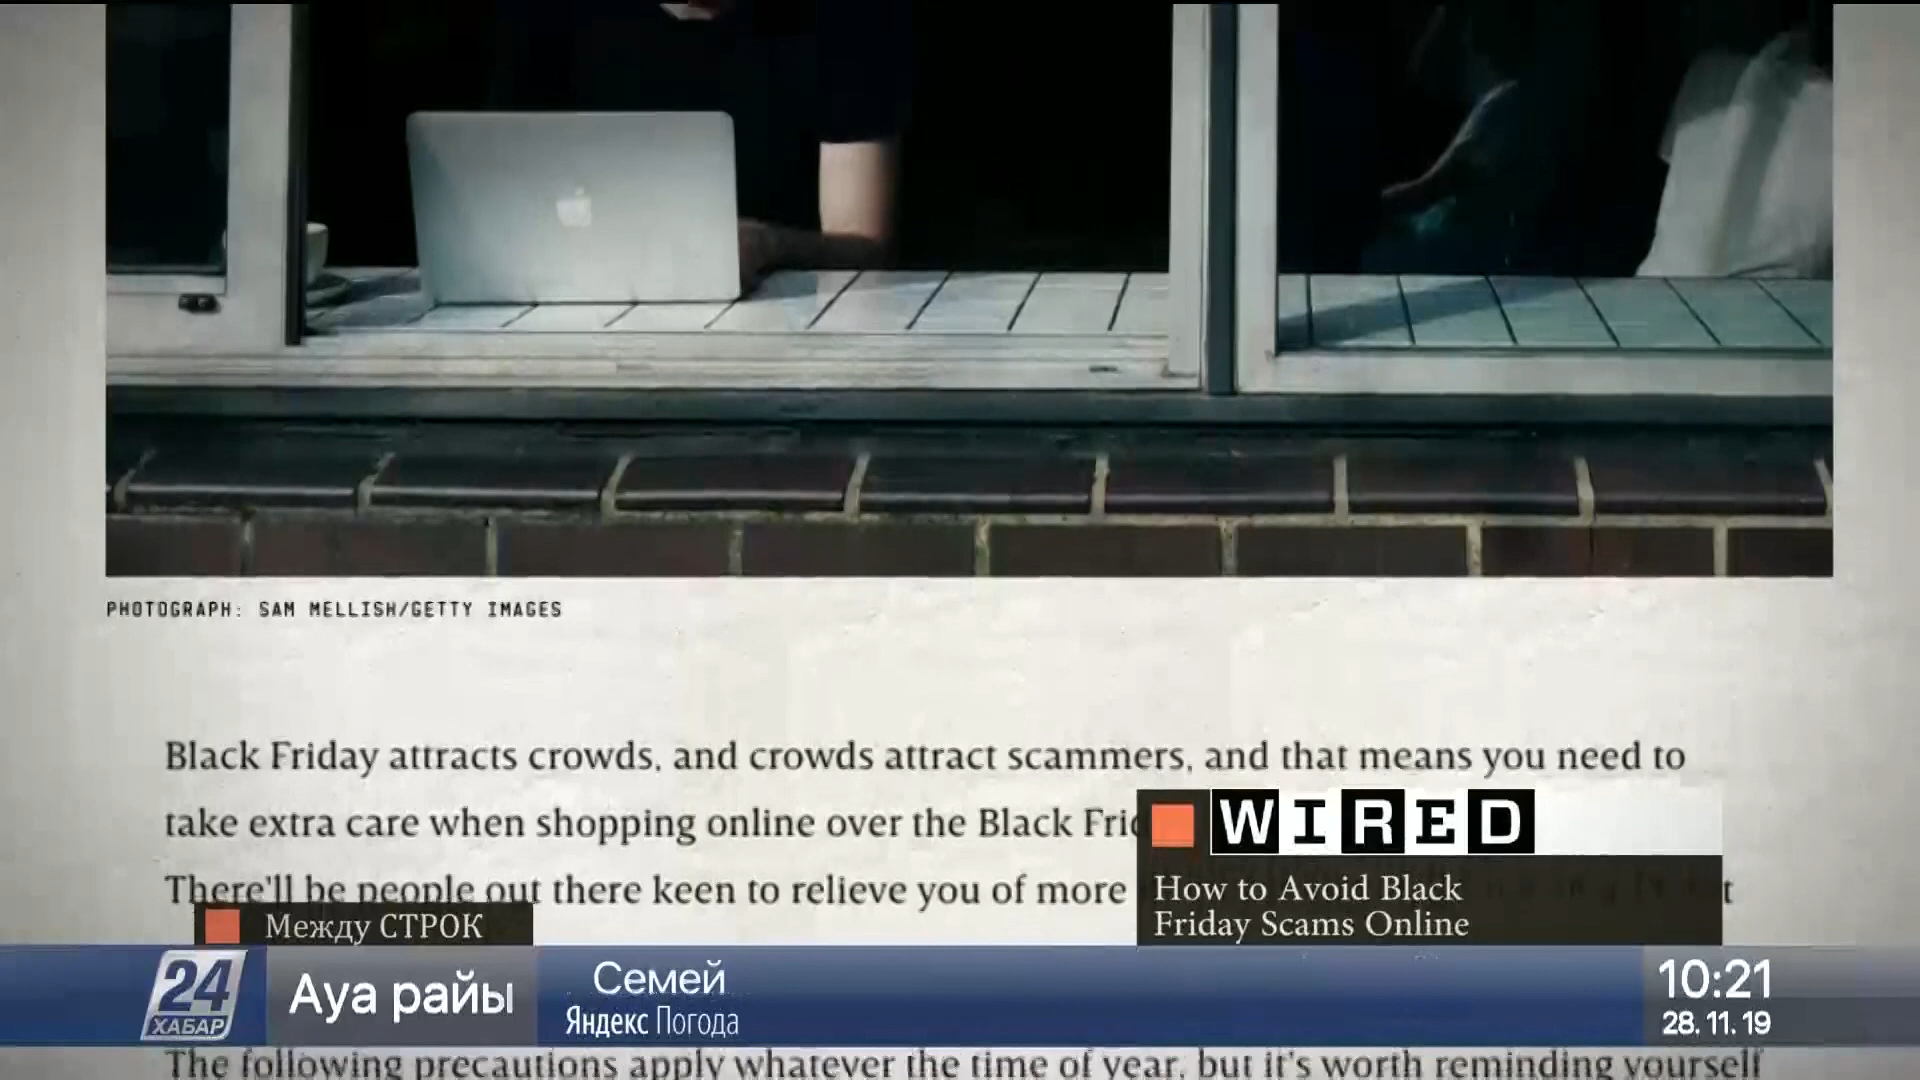 PHOTOGRAPH: SAM MELLISH/GETTY IMAGES
Black Friday attracts crowds, and crowds attract scammers, and that means you need to
take extra care when shopping online over the Black
There'll be people out there keen to relieve you of more
WIRED
How to Avoid Black
Friday Scams Online
Между СТРОК
24
ХАБАР
Ауа райы
Семей
Яндекс Погода
10:21
28.11.19
The following precautions apply whatever the time of year, but it's worth reminding yourself